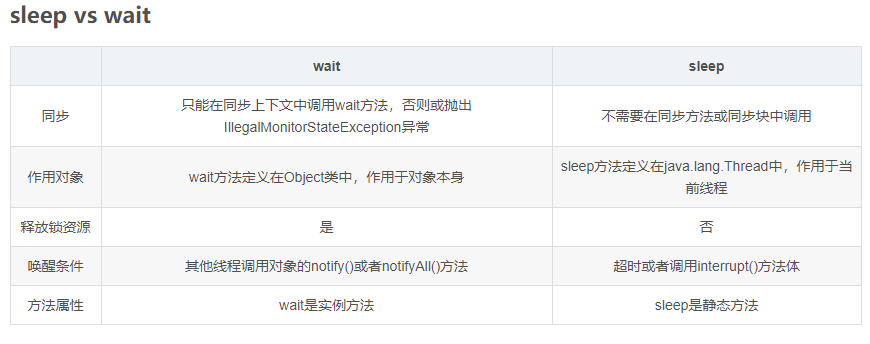 sleep vs wait
wait sleep
同步 只能在同步上下文中调用wait方法，否则或抛出 不需要在同步方法或同步块中调用
IllegalMonitorStateException异常
作用对象 wait方法定义在Object类中，作用于对象本身 sleep方法定义在java.lang.Thread中，作用于当
前线程
释放锁资源 是 否
唤醒条件 其他线程调用对象的notify()或者notifyAll()方法 超时或者调用interrupt()方法体
方法属性 wait是实例方法 sleep是静态方法